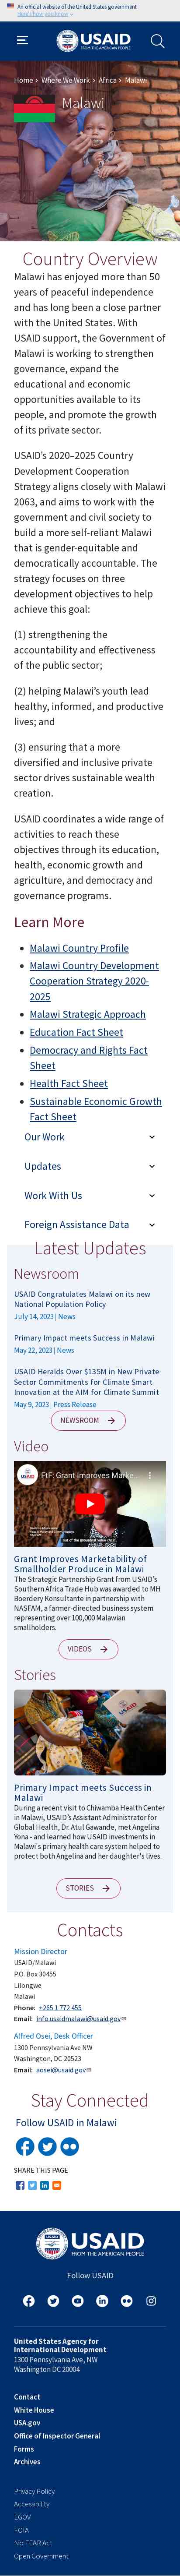 An official website of the United States government
Here's how you know
USAID
FROM THE AMERICAN PEOPLE
Home > Where We Work > Africa > Malawi
Malawi
Country Overview
Malawi has enjoyed more than 50
years of peaceful independence
and has long been a close partner
with the United States. With
USAID support, the Government of
Malawi is working to strengthen
governance, expand the
educational and economic
opportunities available to its
people, and promote the growth
of its private sector.
USAID’s 2020–2025 Country
Development Cooperation
Strategy aligns closely with Malawi
2063, and aims to work with the
government and civil society to
build a more self-reliant Malawi
that is gender-equitable and
democratically accountable. The
strategy focuses on three
development objectives to help
achieve this goal:
(1) strengthening the
accountability and effectiveness
of the public sector;
(2) helping Malawi’s youth lead
healthy, informed, and productive
lives; and
(3) ensuring that a more
diversified and inclusive private
sector drives sustainable wealth
creation.
USAID coordinates a wide range of
activities to reach these
objectives through its education,
health, economic growth and
agriculture, and democracy and
governance programs.
Learn More
Malawi Country Profile
Malawi Country Development
Cooperation Strategy 2020-
2025
Malawi Strategic Approach
Education Fact Sheet
Democracy and Rights Fact
Sheet
Health Fact Sheet
Sustainable Economic Growth
Fact Sheet
Our Work
Updates
Work With Us
Foreign Assistance Data
Latest Updates
Newsroom
USAID Congratulates Malawi on its new
National Population Policy
July 14, 2023 | News
Primary Impact meets Success in Malawi
May 22, 2023 | News
USAID Heralds Over $135M in New Private
Sector Commitments for Climate Smart
Innovation at the AIM for Climate Summit
May 9, 2023 | Press Release
NEWSROOM
Video
FtF: Grant Improves Marke...
Grant Improves Marketability of
Smallholder Produce in Malawi
The Strategic Partnership Grant from USAID’s
Southern Africa Trade Hub was awarded to MH
Boerdery Konsultante in partnership with
NASFAM, a farmer-directed business system
representing over 100,000 Malawian
smallholders.
VIDEOS
Stories
Primary Impact meets Success in
Malawi
During a recent visit to Chiwamba Health Center
in Malawi, USAID’s Assistant Administrator for
Global Health, Dr. Atul Gawande, met Angelina
Yona - and learned how USAID investments in
Malawi's primary health care system helped to
protect both Angelina and her daughter's lives.
STORIES
Contacts
Mission Director
USAID/Malawi
P.O. Box 30455
Lilongwe
Malawi
Phone: +265 1 772 455
Email: info.usaidmalawi@usaid.gov
Alfred Osei, Desk Officer
1300 Pennsylvania Ave NW
Washington, DC 20523
Email: aosei@usaid.gov
Stay Connected
Follow USAID in Malawi
SHARE THIS PAGE
USAID
FROM THE AMERICAN PEOPLE
Follow USAID
United States Agency for
International Development
1300 Pennsylvania Ave, NW
Washington DC 20004
Contact
White House
USA.gov
Office of Inspector General
Forms
Archives
Privacy Policy
Accessibility
EGOV
FOIA
No FEAR Act
Open Government